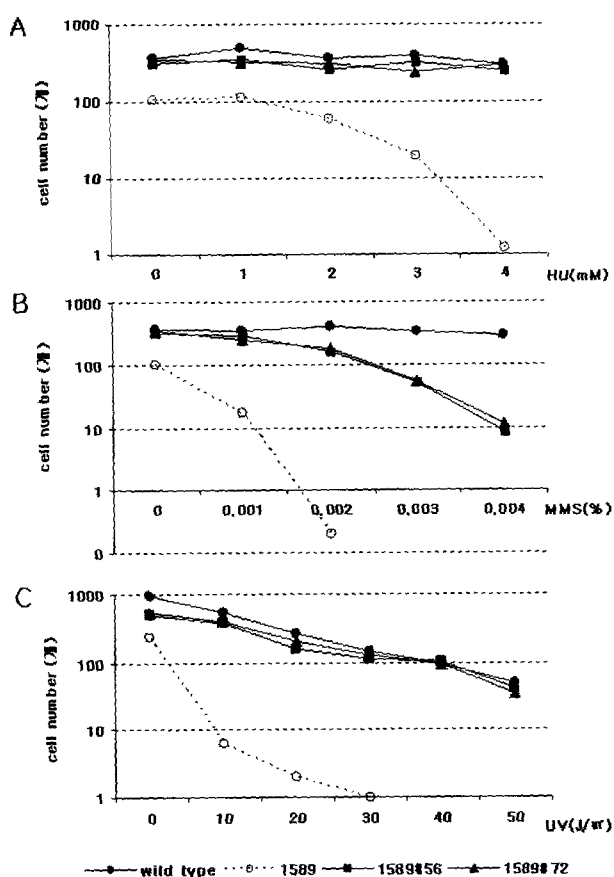 A
cell number (개)
1000
100
10
1
0 1 2 3 4 HU(mM)
B
cell number (개)
1000
100
10
1
0
0 0.001 0.002 0.003 0.004 MMS(%)
C
cell number (개)
1000
100
10
1
0 10 20 30 40 50 UV(J/㎡)
wild type 1589 1589#56 1589#72